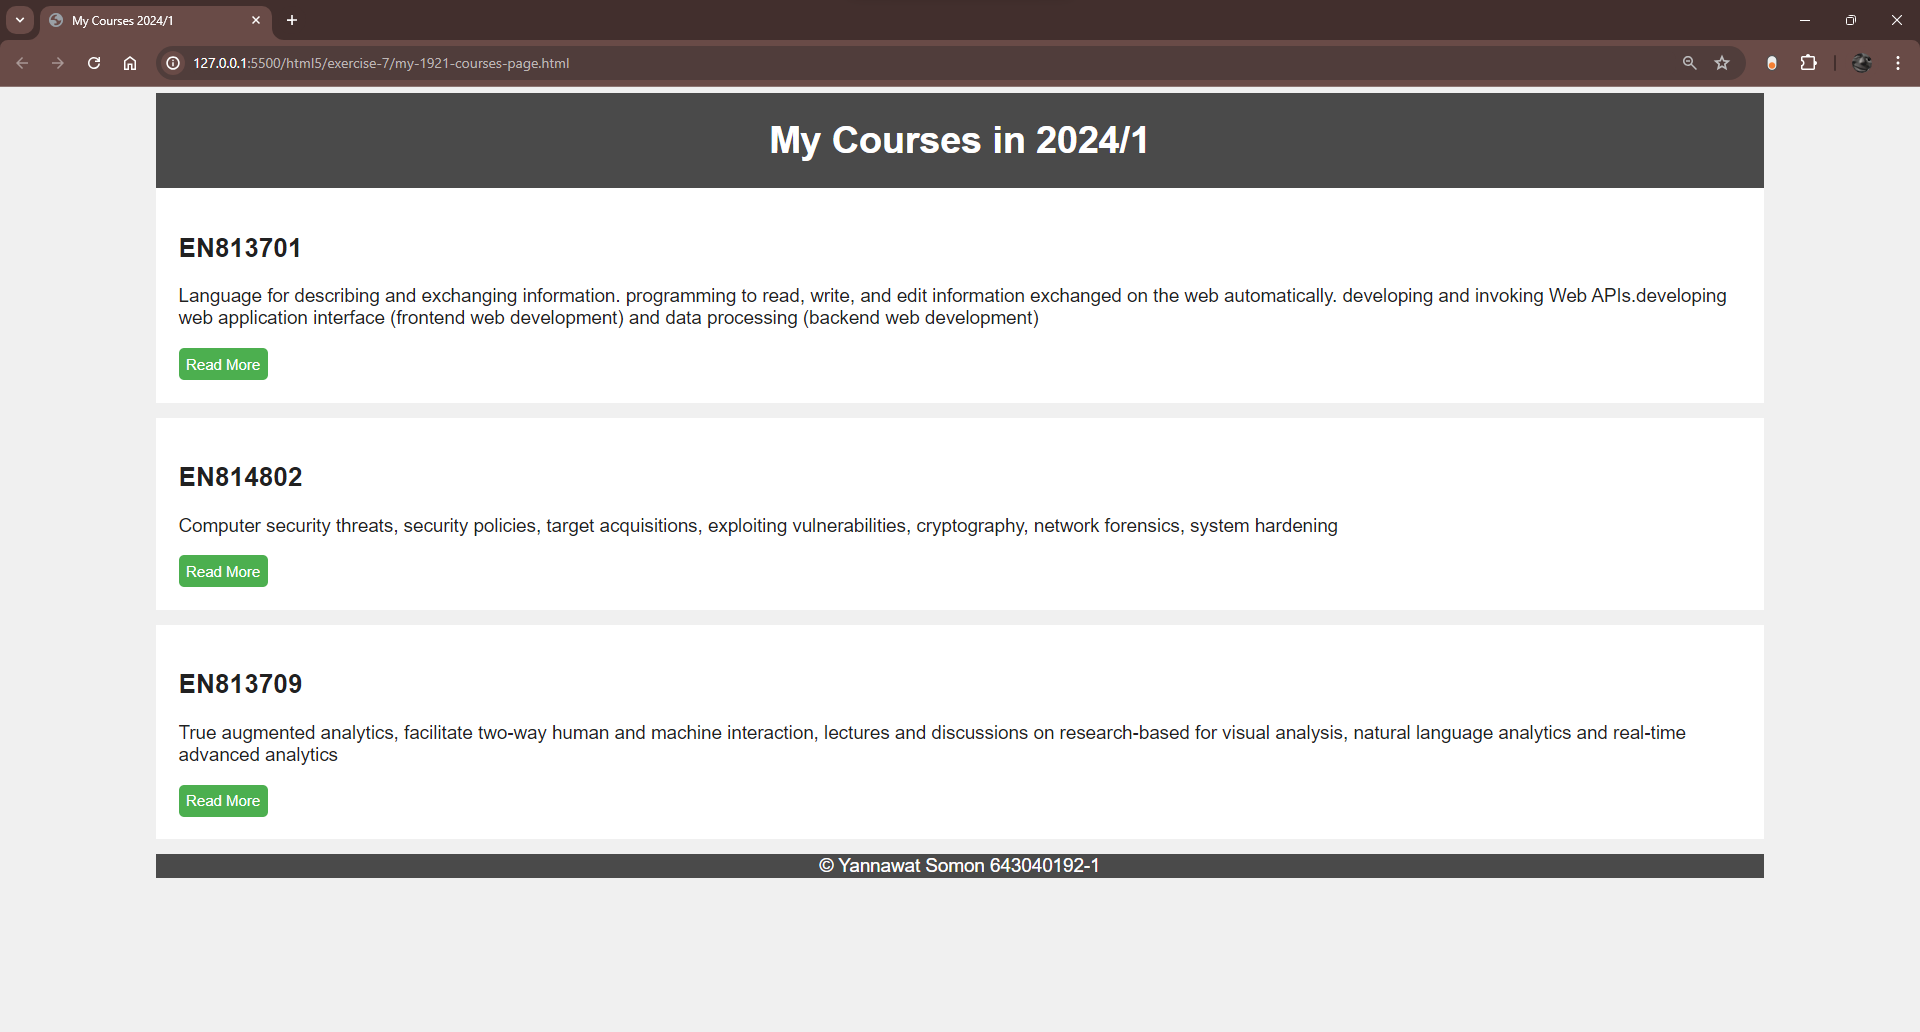 My Courses 2024/1
127.0.0.1:5500/html5/exercise-7/my-1921-courses-page.html
My Courses in 2024/1
EN813701
Language for describing and exchanging information. programming to read, write, and edit information exchanged on the web automatically. developing and invoking Web APIs.developing
web application interface (frontend web development) and data processing (backend web development)
Read More
EN814802
Computer security threats, security policies, target acquisitions, exploiting vulnerabilities, cryptography, network forensics, system hardening
Read More
EN813709
True augmented analytics, facilitate two-way human and machine interaction, lectures and discussions on research-based for visual analysis, natural language analytics and real-time
advanced analytics
Read More
© Yannawat Somon 643040192-1